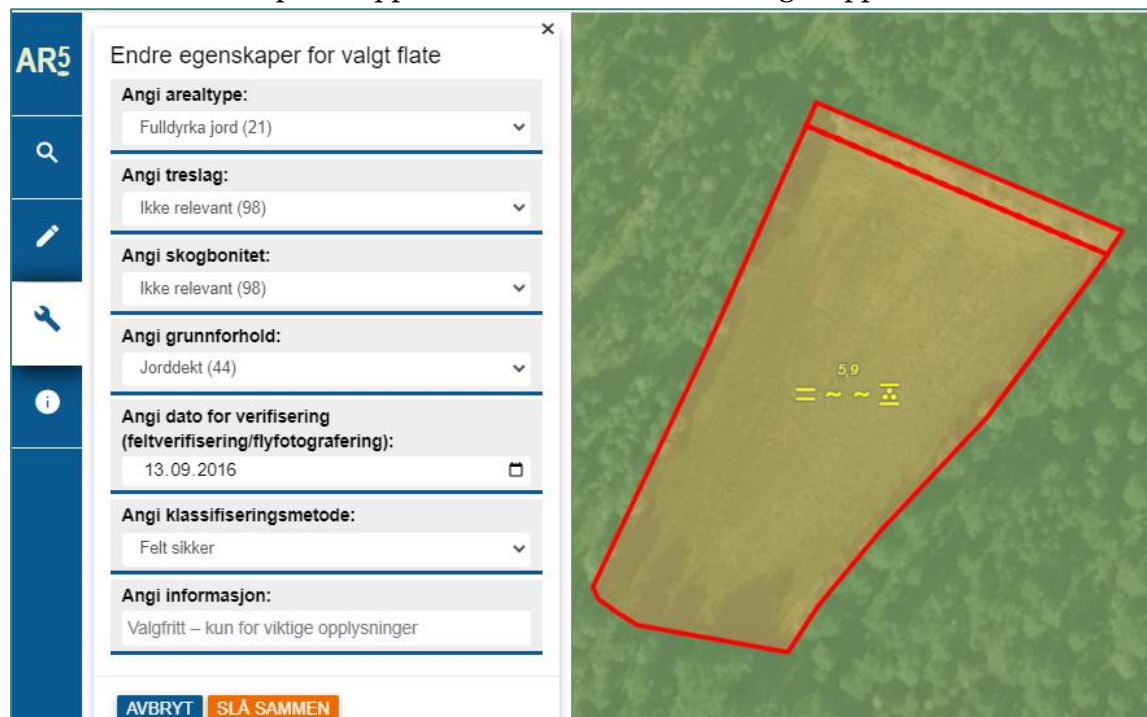 AR5
Endre egenskaper for valgt flate
×
Angi arealtype:
Fulldyrka jord (21)
Angi treslag:
Ikke relevant (98)
Angi skogbonitet:
Ikke relevant (98)
Angi grunnforhold:
Jorddekt (44)
Angi dato for verifisering
(feltverifisering/flyfotografering):
13.09.2016
Angi klassifiseringsmetode:
Felt sikker
Angi informasjon:
Valgfritt – kun for viktige opplysninger
AVBRYT SLÅ SAMMEN
5,9
= ~ ~